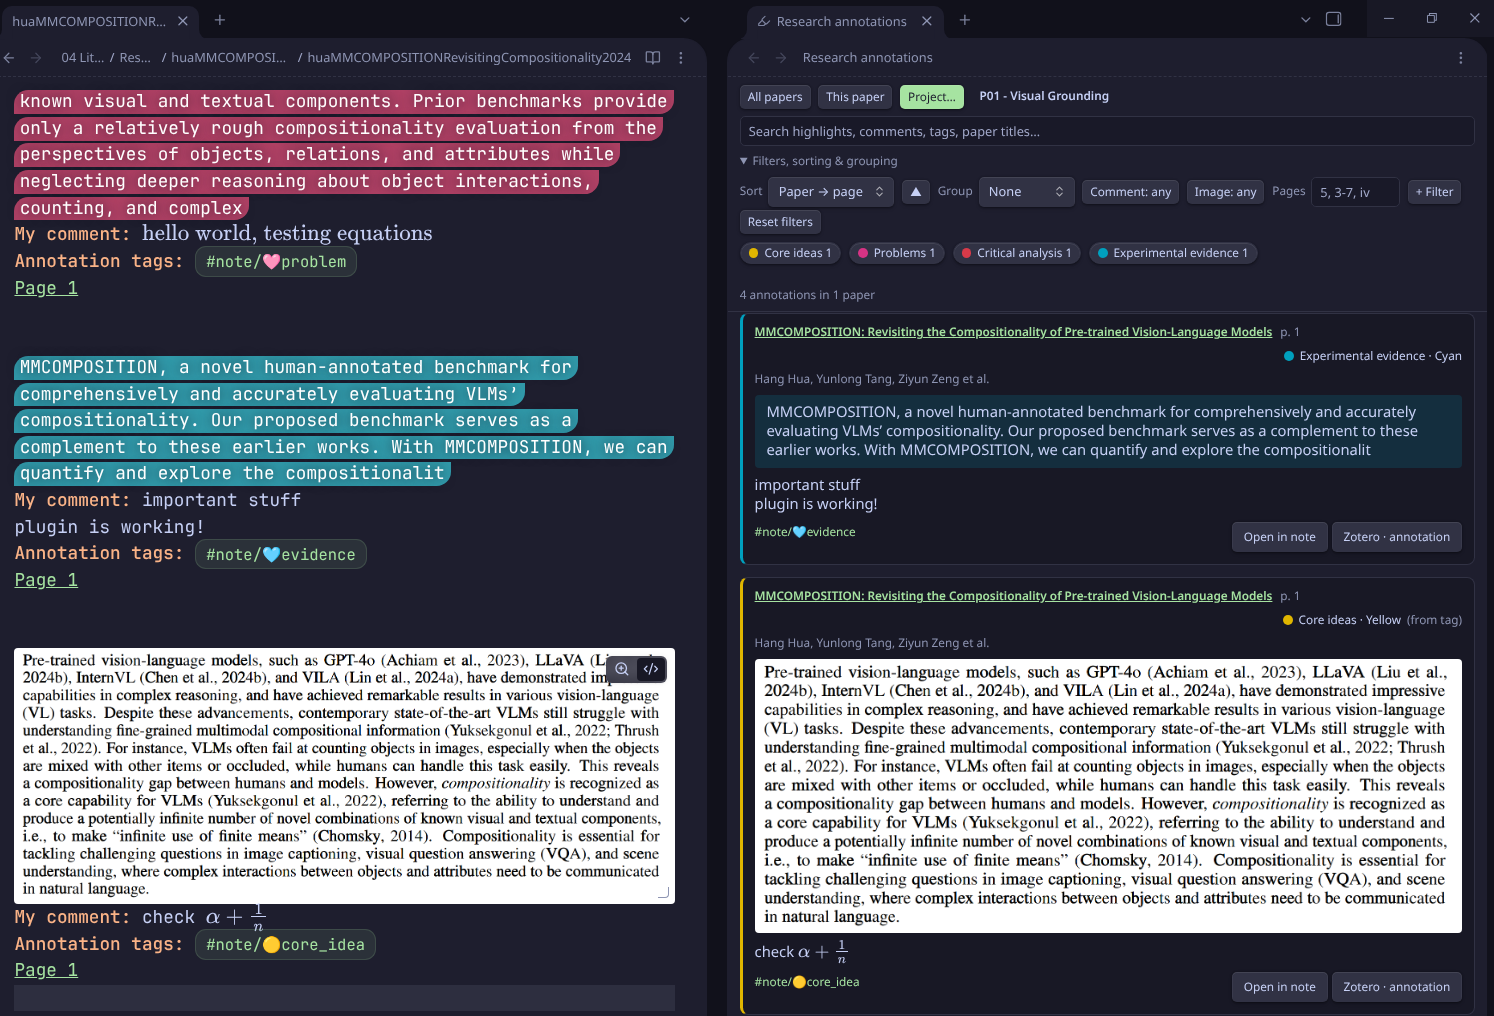 huaMMCOMPOSITIONR...
04 Lit... / Res... / huaMMCOMPOSI... / huaMMCOMPOSITIONRevisitingCompositionality2024
known visual and textual components. Prior benchmarks provide
only a relatively rough compositionality evaluation from the
perspectives of objects, relations, and attributes while
neglecting deeper reasoning about object interactions,
counting, and complex
My comment: hello world, testing equations
Annotation tags: #note/🩷problem
Page 1
MMCOMPOSITION, a novel human-annotated benchmark for
comprehensively and accurately evaluating VLMs’
compositionality. Our proposed benchmark serves as a
complement to these earlier works. With MMCOMPOSITION, we can
quantify and explore the compositionalit
My comment: important stuff
plugin is working!
Annotation tags: #note/🩵evidence
Page 1
Pre-trained vision-language models, such as GPT-4o (Achiam et al., 2023), LLaVA
2024b), InternVL (Chen et al., 2024b), and VILA (Lin et al., 2024a), have demonstrated
capabilities in complex reasoning, and have achieved remarkable results in various vision-language
(VL) tasks. Despite these advancements, contemporary state-of-the-art VLMs still struggle with
understanding fine-grained multimodal compositional information (Yuksekgonul et al., 2022; Thrush
et al., 2022). For instance, VLMs often fail at counting objects in images, especially when the objects
are mixed with other items or occluded, while humans can handle this task easily. This reveals
a compositionality gap between humans and models. However, compositionality is recognized as
a core capability for VLMs (Yuksekgonul et al., 2022), referring to the ability to understand and
produce a potentially infinite number of novel combinations of known visual and textual components,
i.e., to make “infinite use of finite means” (Chomsky, 2014). Compositionality is essential for
tackling challenging questions in image captioning, visual question answering (VQA), and scene
understanding, where complex interactions between objects and attributes need to be communicated
in natural language.
My comment: check α + 1/n
Annotation tags: #note/🟡core_idea
Page 1
Research annotations
Research annotations
All papers This paper Project... P01 - Visual Grounding
Search highlights, comments, tags, paper titles...
▼ Filters, sorting & grouping
Sort Paper → page ▲ Group None Comment: any Image: any Pages 5, 3-7, iv + Filter
Reset filters
Core ideas 1 Problems 1 Critical analysis 1 Experimental evidence 1
4 annotations in 1 paper
MMCOMPOSITION: Revisiting the Compositionality of Pre-trained Vision-Language Models p. 1
Experimental evidence · Cyan
Hang Hua, Yunlong Tang, Ziyun Zeng et al.
MMCOMPOSITION, a novel human-annotated benchmark for comprehensively and accurately
evaluating VLMs’ compositionality. Our proposed benchmark serves as a complement to these
earlier works. With MMCOMPOSITION, we can quantify and explore the compositionalit
important stuff
plugin is working!
#note/🩵evidence
Open in note Zotero · annotation
MMCOMPOSITION: Revisiting the Compositionality of Pre-trained Vision-Language Models p. 1
Core ideas · Yellow (from tag)
Hang Hua, Yunlong Tang, Ziyun Zeng et al.
Pre-trained vision-language models, such as GPT-4o (Achiam et al., 2023), LLaVA (Liu et al.,
2024b), InternVL (Chen et al., 2024b), and VILA (Lin et al., 2024a), have demonstrated impressive
capabilities in complex reasoning, and have achieved remarkable results in various vision-language
(VL) tasks. Despite these advancements, contemporary state-of-the-art VLMs still struggle with
understanding fine-grained multimodal compositional information (Yuksekgonul et al., 2022; Thrush
et al., 2022). For instance, VLMs often fail at counting objects in images, especially when the objects
are mixed with other items or occluded, while humans can handle this task easily. This reveals
a compositionality gap between humans and models. However, compositionality is recognized as
a core capability for VLMs (Yuksekgonul et al., 2022), referring to the ability to understand and
produce a potentially infinite number of novel combinations of known visual and textual components,
i.e., to make “infinite use of finite means” (Chomsky, 2014). Compositionality is essential for
tackling challenging questions in image captioning, visual question answering (VQA), and scene
understanding, where complex interactions between objects and attributes need to be communicated
in natural language.
check α + 1/n
#note/🟡core_idea
Open in note Zotero · annotation